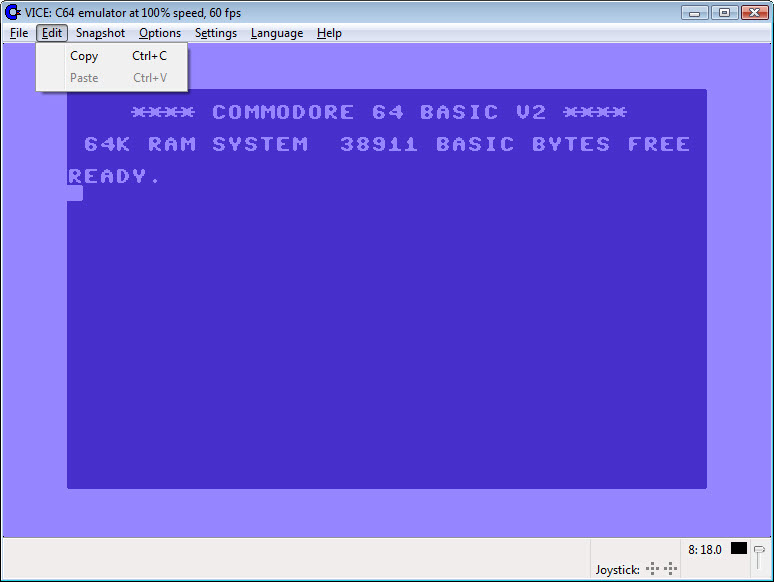 VICE: C64 emulator at 100% speed, 60 fps
File Edit Snapshot Options Settings Language Help
Copy Ctrl+C
Paste Ctrl+V
**** COMMODORE 64 BASIC V2 ****
64K RAM SYSTEM 38911 BASIC BYTES FREE
READY.
8: 18.0
Joystick: